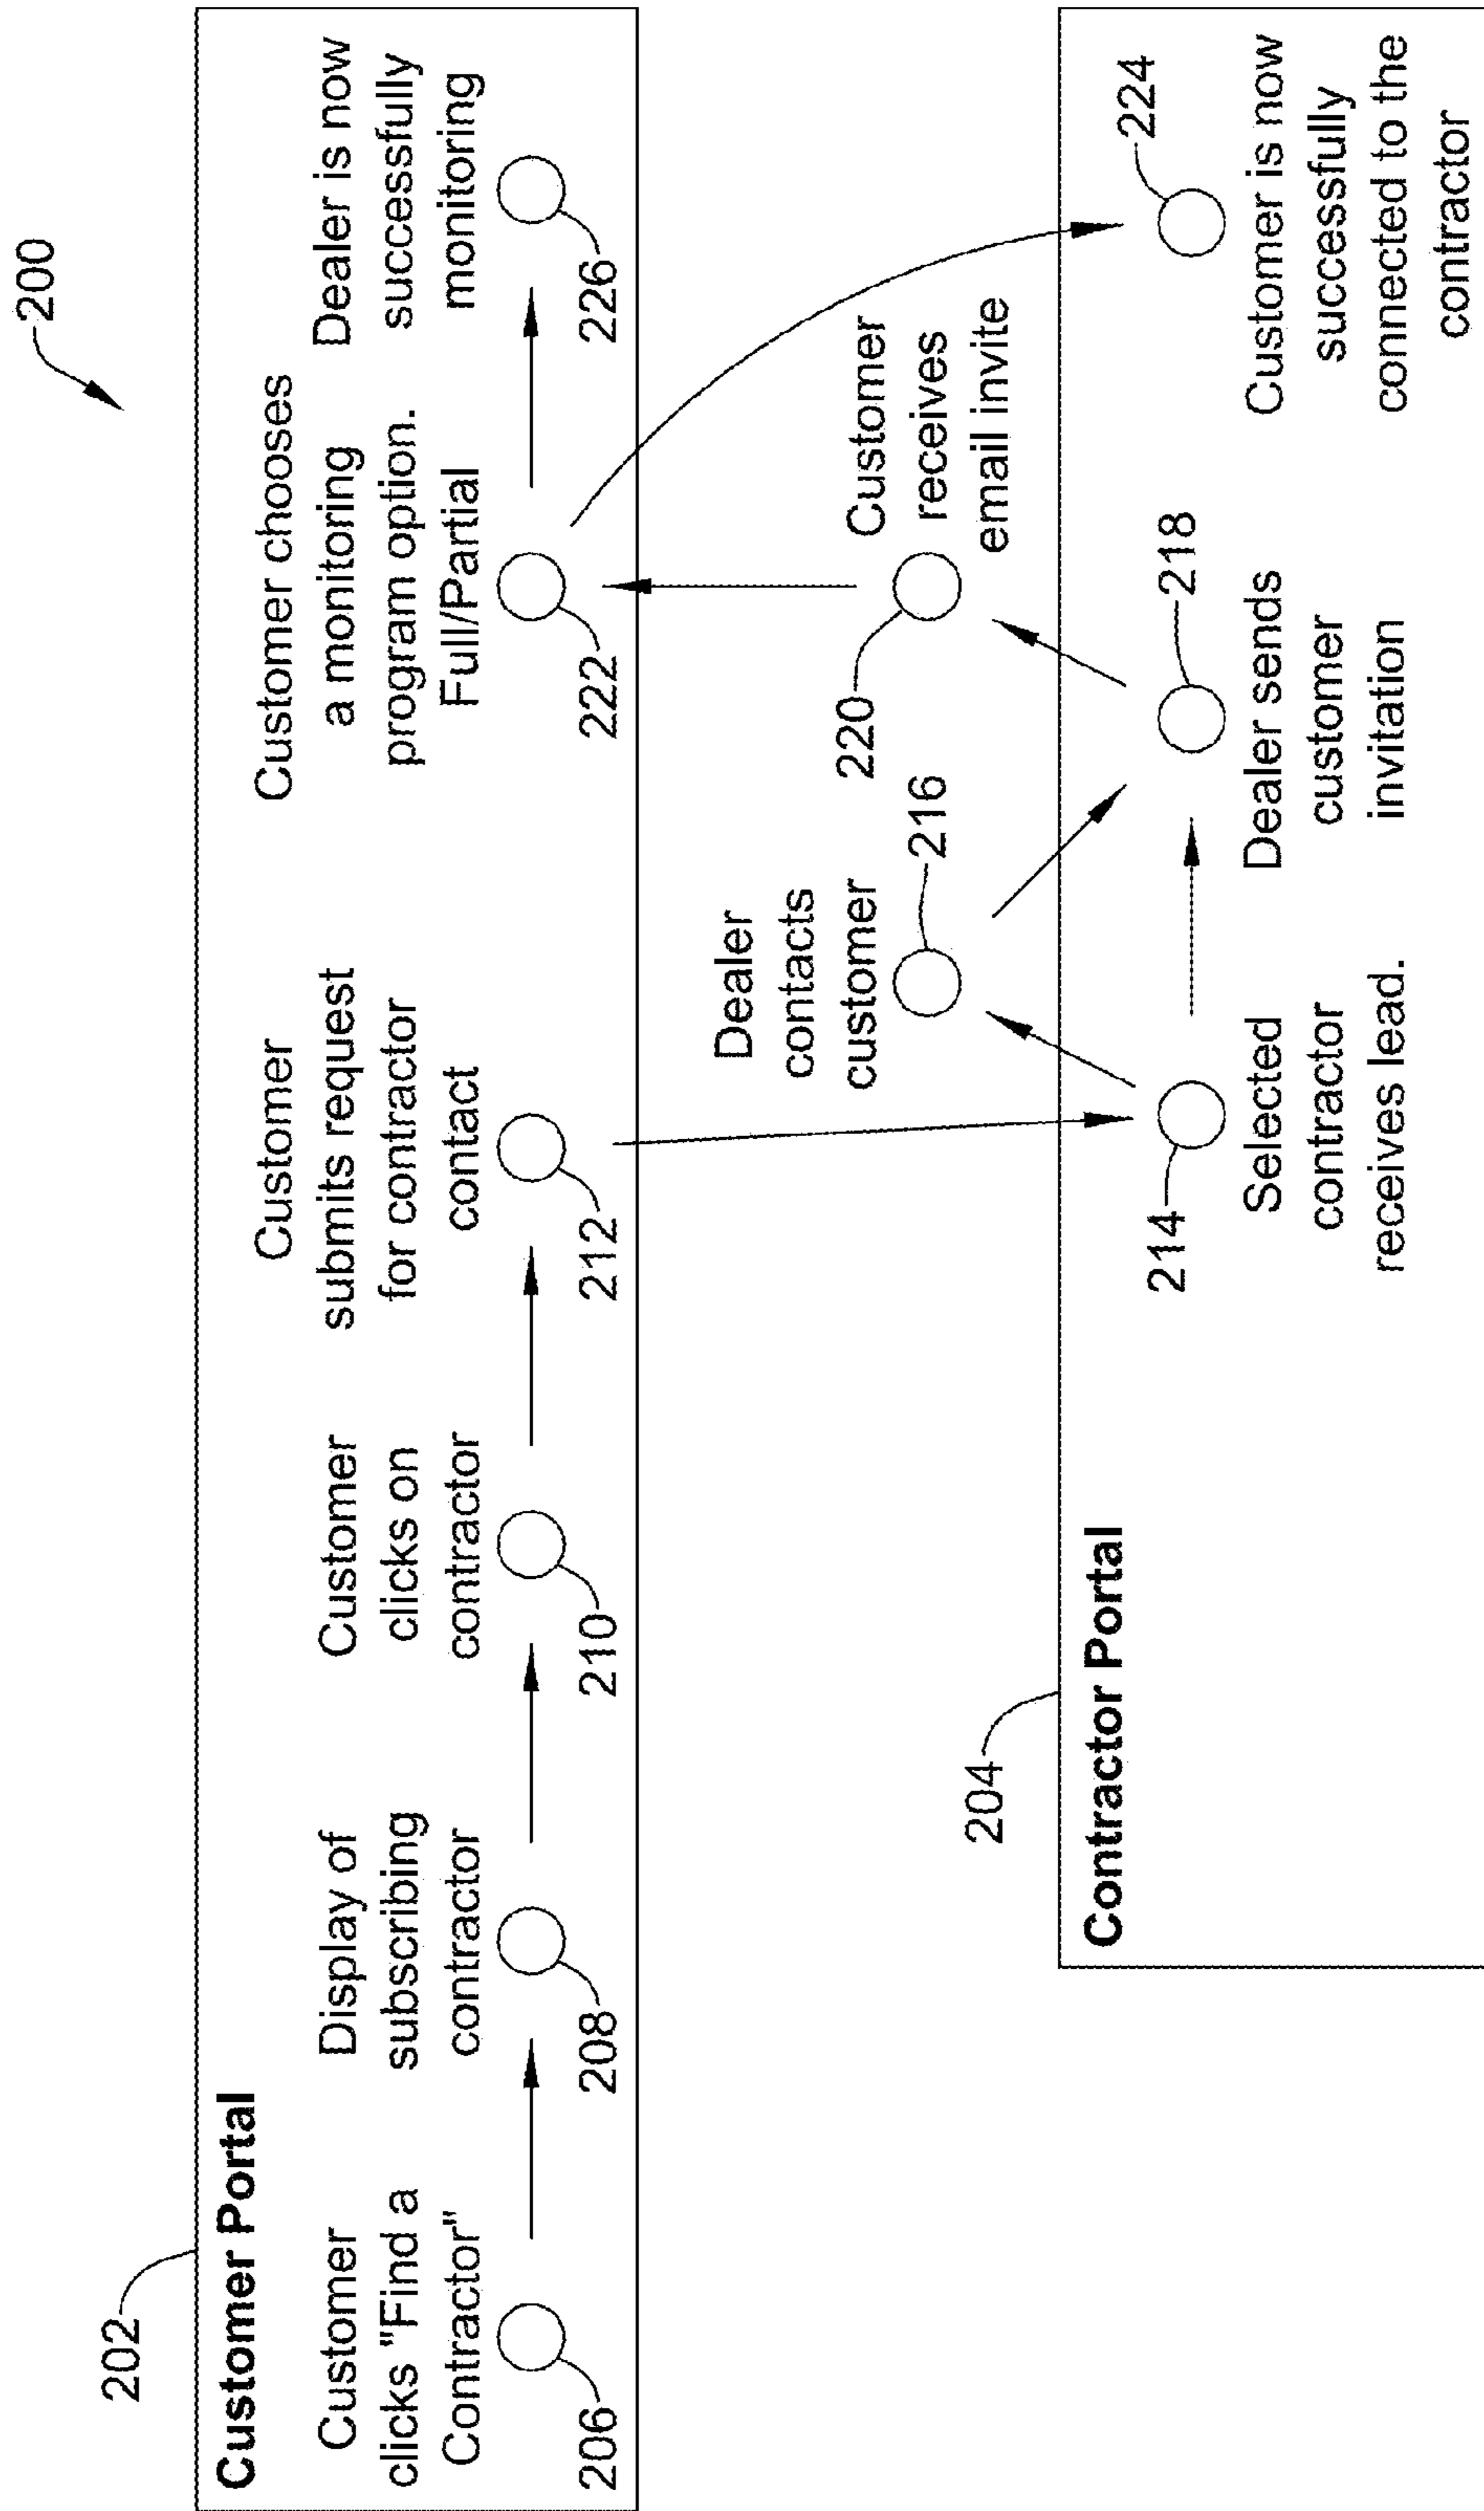 200
202
Customer Portal
Customer
clicks "Find a
Contractor"
206
Display of
subscribing
contractor
208
Customer
clicks on
contractor
210
Customer
submits request
for contractor
contact
212
Customer chooses
a monitoring
program option.
Full/Partial
222
Dealer is now
successfully
monitoring
226
Dealer
contacts
customer
216
220
Customer
receives
email invite
204
Contractor Portal
214
Selected
contractor
receives lead.
218
Dealer sends
customer
invitation
224
Customer is now
successfully
connected to the
contractor